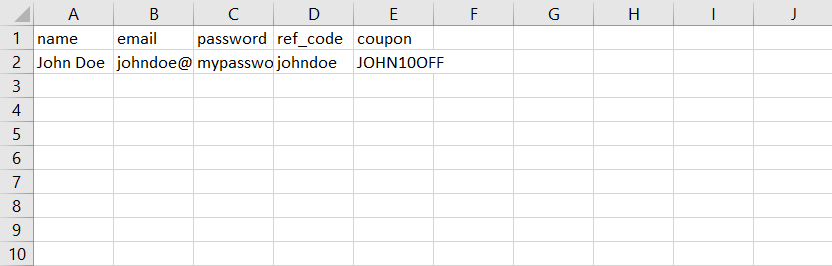 A B C D E F G H I J
1 name email password ref_code coupon
2 John Doe johndoe@ mypasswo johndoe JOHN10OFF
3
4
5
6
7
8
9
10